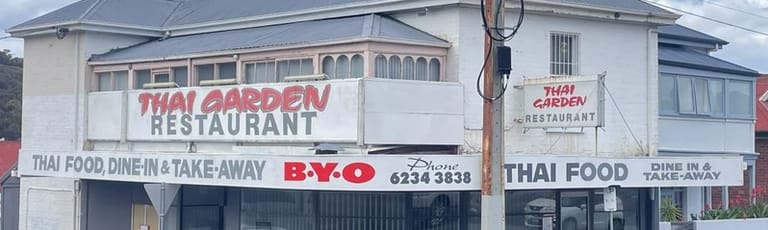 THAI GARDEN
RESTAURANT
THAI
GARDEN
RESTAURANT
THAI FOOD, DINE-IN & TAKE-AWAY
B·Y·O
Phone
6234 3838
THAI FOOD
DINE IN &
TAKE-AWAY